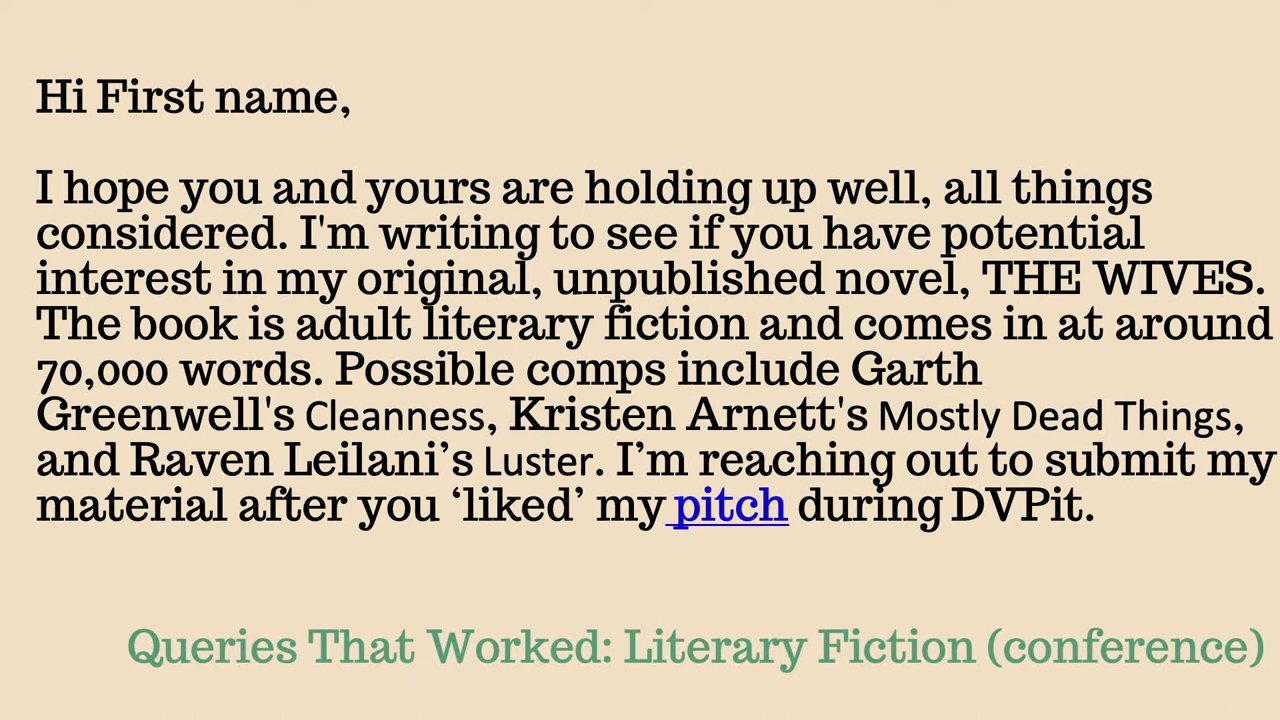 Hi First name,
I hope you and yours are holding up well, all things
considered. I'm writing to see if you have potential
interest in my original, unpublished novel, THE WIVES.
The book is adult literary fiction and comes in at around
70,000 words. Possible comps include Garth
Greenwell's Cleanness, Kristen Arnett's Mostly Dead Things,
and Raven Leilani’s Luster. I’m reaching out to submit my
material after you ‘liked’ my pitch during DVPit.
Queries That Worked: Literary Fiction (conference)